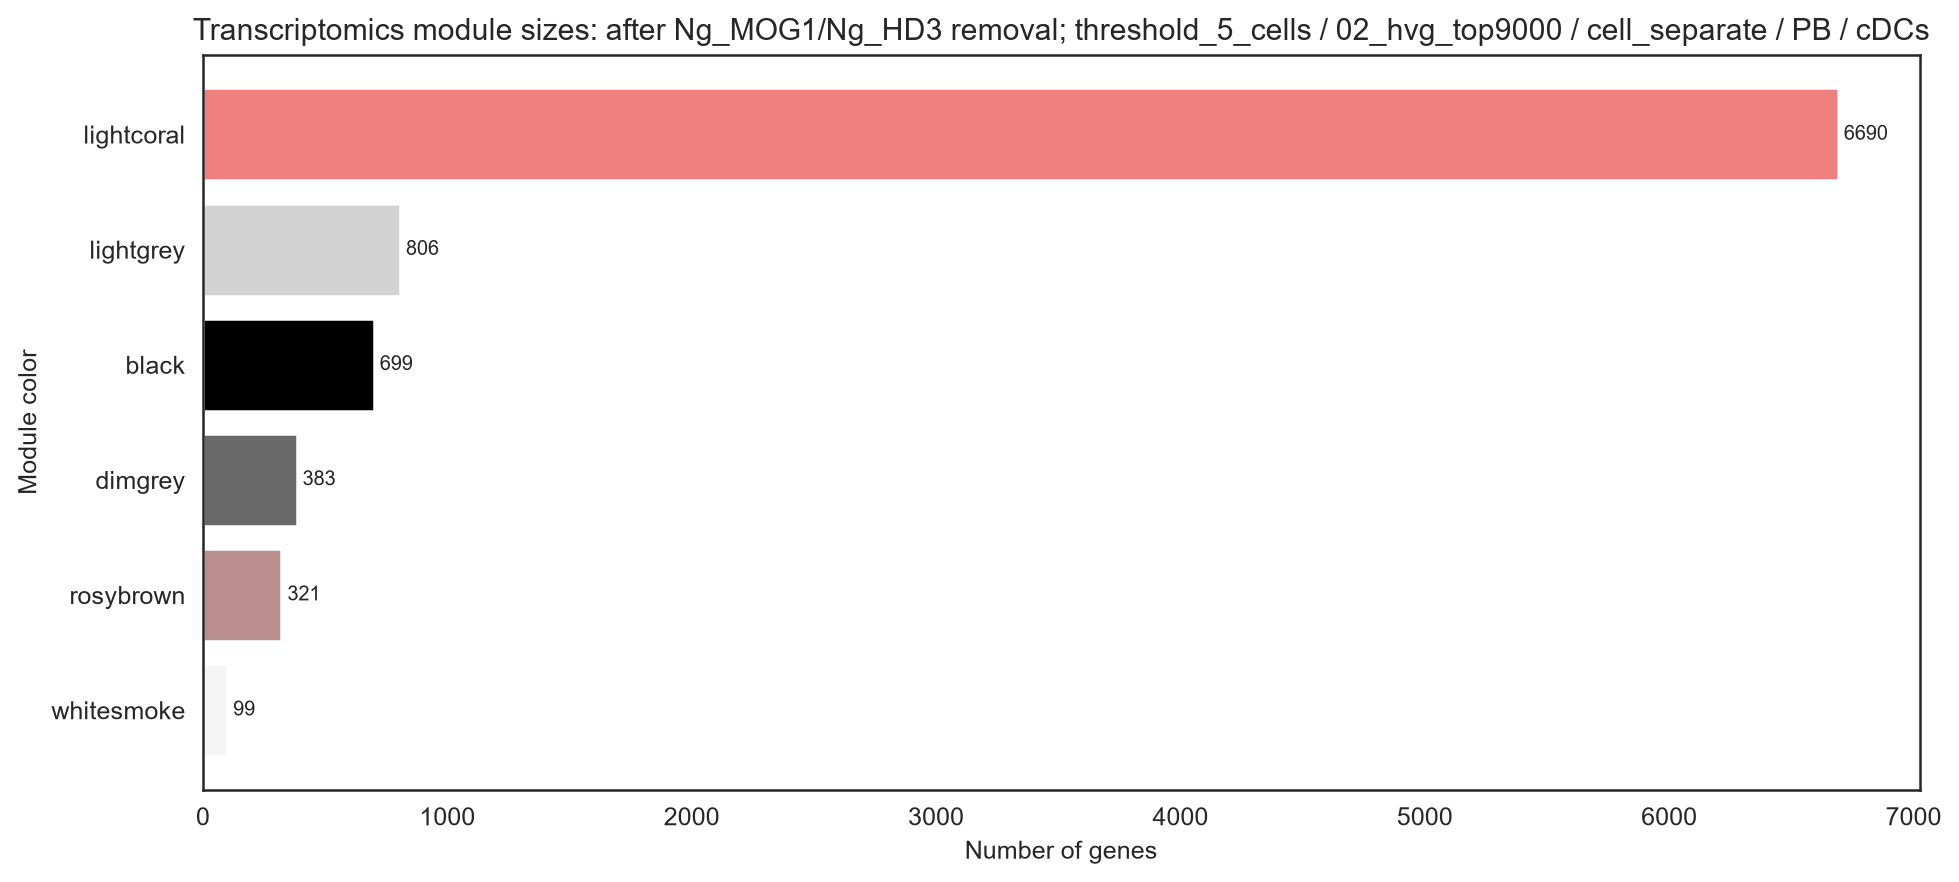 Transcriptomics module sizes: after Ng_MOG1/Ng_HD3 removal; threshold_5_cells / 02_hvg_top9000 / cell_separate / PB / cDCs
Module color
lightcoral
6690
lightgrey
806
black
699
dimgrey
383
rosybrown
321
whitesmoke
99
0 1000 2000 3000 4000 5000 6000 7000
Number of genes